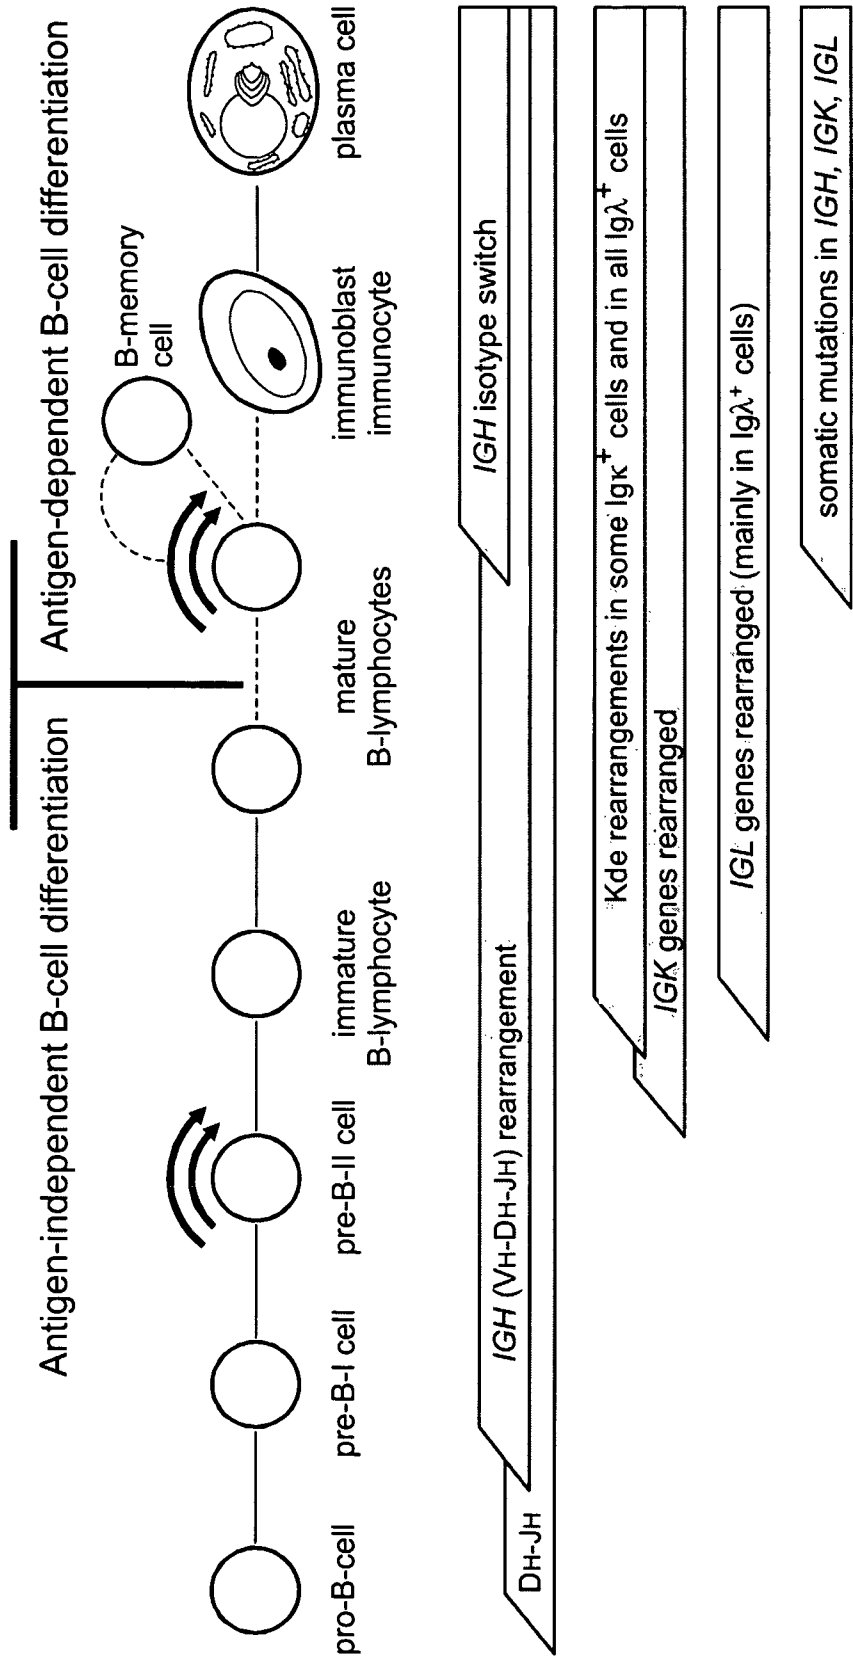 Antigen-independent B-cell differentiation
Antigen-dependent B-cell differentiation
B-memory
cell
pro-B-cell
pre-B-I cell
pre-B-II cell
immature
B-lymphocyte
mature
B-lymphocytes
immunoblast
immunocyte
plasma cell
IGH isotype switch
IGH (VH-DH-JH) rearrangement
DH-JH
Kde rearrangements in some Igκ+ cells and in all Igλ+ cells
IGK genes rearranged
IGL genes rearranged (mainly in Igλ+ cells)
somatic mutations in IGH, IGK, IGL